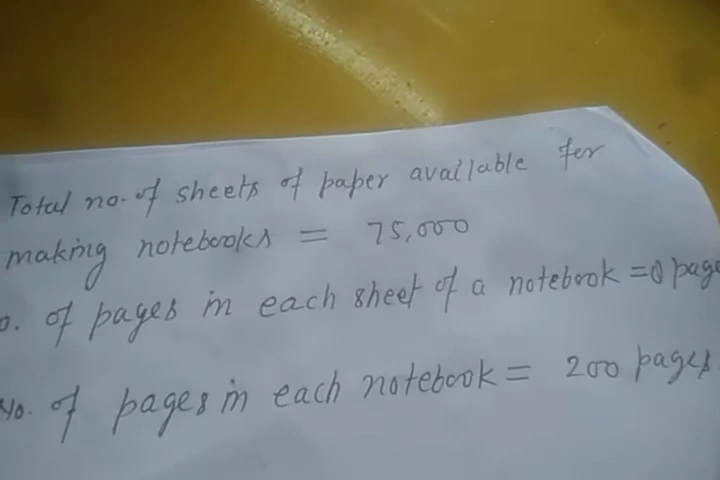 Total no. of sheets of paper available for
making notebooks = 75,000
of pages in each sheet of a notebook =
No. of pages in each notebook = 200 pages